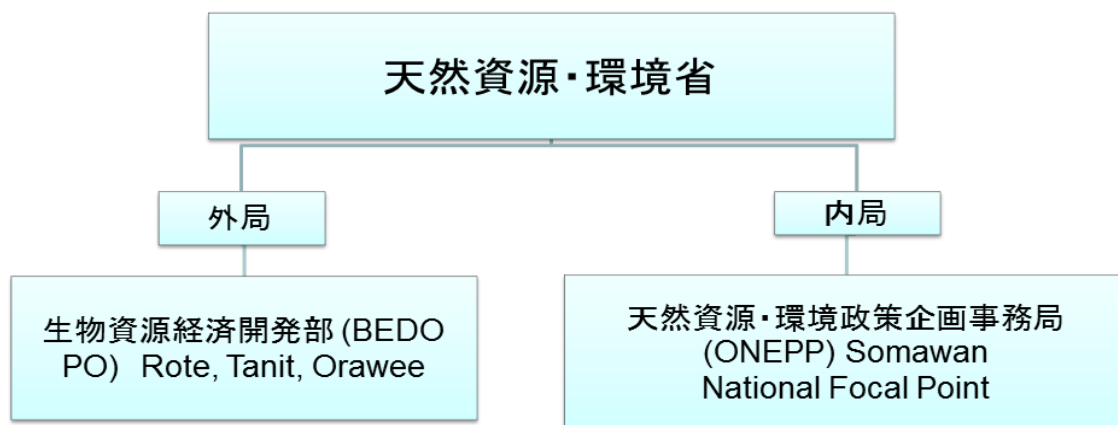 天然資源・環境省
外局
内局
生物資源経済開発部 (BEDO
PO) Rote, Tanit, Orawee
天然資源・環境政策企画事務局
(ONEPP) Somawan
National Focal Point